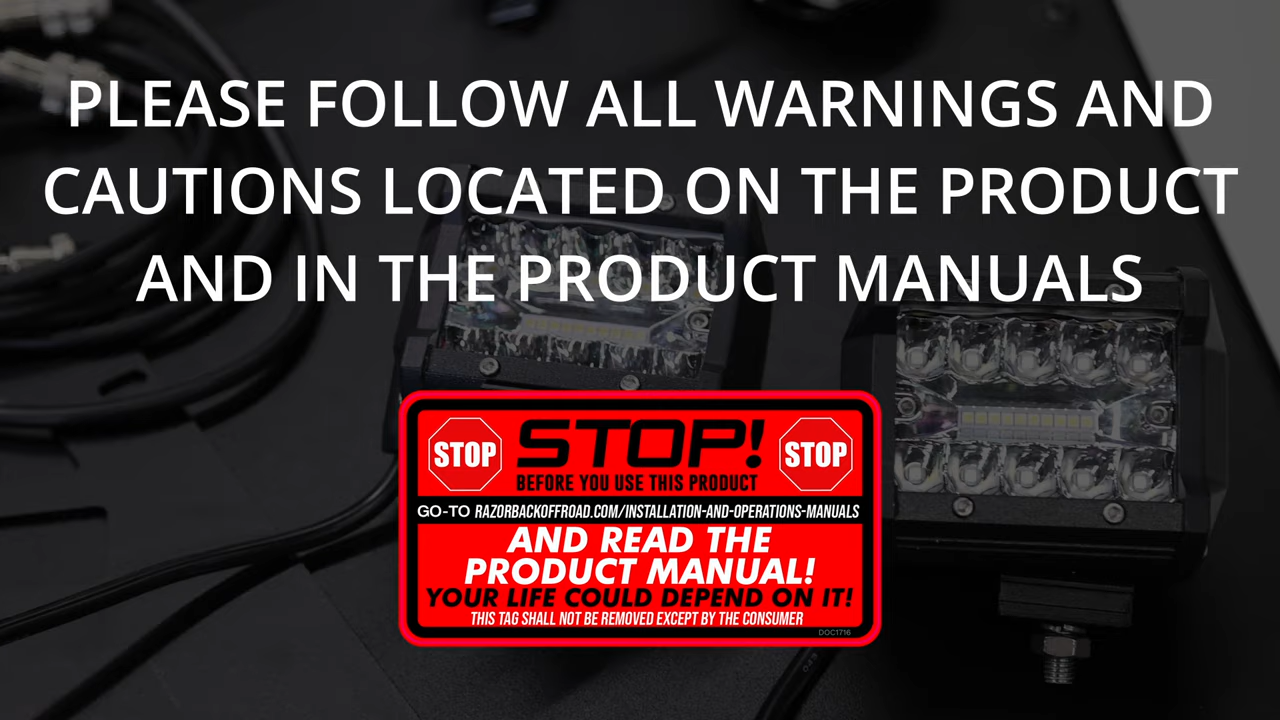 PLEASE FOLLOW ALL WARNINGS AND
CAUTIONS LOCATED ON THE PRODUCT
AND IN THE PRODUCT MANUALS
STOP
STOP!
STOP
BEFORE YOU USE THIS PRODUCT
GO-TO RAZORBACKOFFROAD.COM/INSTALLATION-AND-OPERATIONS-MANUALS
AND READ THE
PRODUCT MANUAL!
YOUR LIFE COULD DEPEND ON IT!
THIS TAG SHALL NOT BE REMOVED EXCEPT BY THE CONSUMER
DOC1716